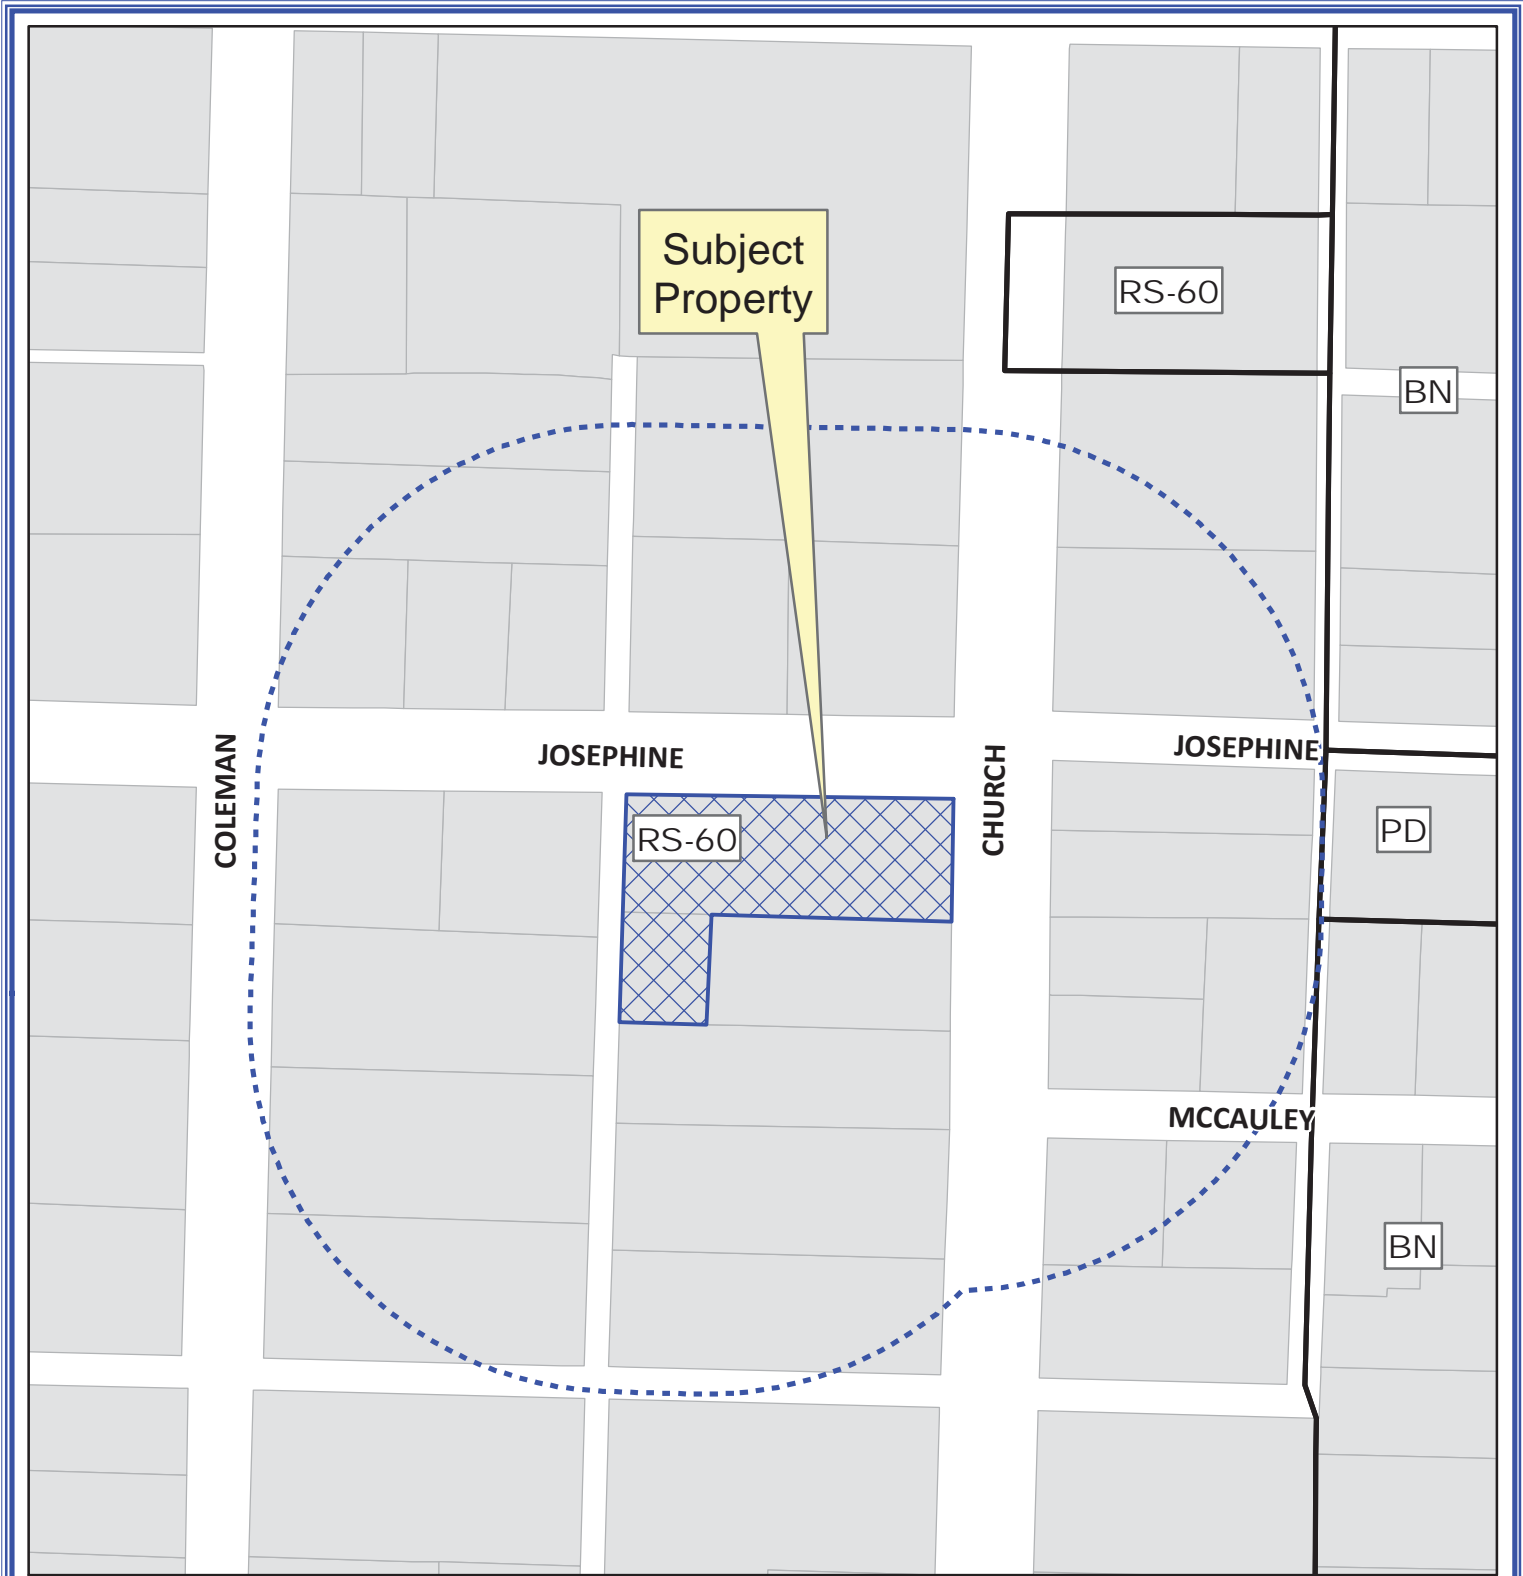 Subject
Property
RS-60
BN
COLEMAN
JOSEPHINE
CHURCH
JOSEPHINE
RS-60
PD
MCCAULEY
BN